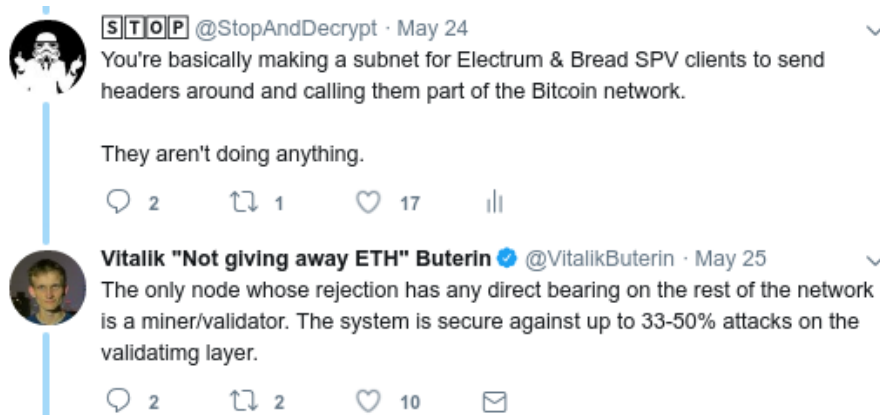 🅂🅃🄾🄿 @StopAndDecrypt · May 24
You're basically making a subnet for Electrum & Bread SPV clients to send
headers around and calling them part of the Bitcoin network.
They aren't doing anything.
2 1 17
Vitalik "Not giving away ETH" Buterin @VitalikButerin · May 25
The only node whose rejection has any direct bearing on the rest of the network
is a miner/validator. The system is secure against up to 33-50% attacks on the
validatimg layer.
2 2 10